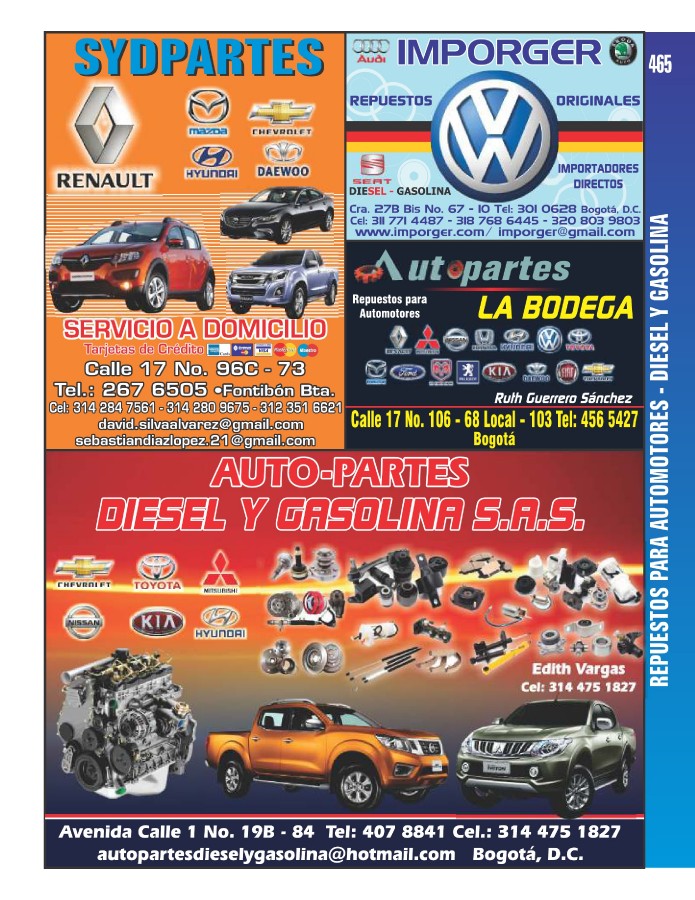 SYDPARTES
RENAULT
mazda
CHEVROLET
HYUNDAI
DAEWOO
SERVICIO A DOMICILIO
Tarjetas de Crédito
Calle 17 No. 96C - 73
Tel.: 267 6505 •Fontibón Bta.
Cel: 314 284 7561 - 314 280 9675 - 312 351 6621
david.silvaalvarez@gmail.com
sebastiandiazlopez.21@gmail.com
Audi
IMPORGER
REPUESTOS
ORIGINALES
SEAT
DIESEL - GASOLINA
IMPORTADORES
DIRECTOS
Cra. 27B Bis No. 67 - 10 Tel: 301 0628 Bogotá, D.C.
Cel: 311 771 4487 - 318 768 6445 - 320 803 9803
www.imporger.com/ imporger@gmail.com
Autopartes
Repuestos para
Automotores
LA BODEGA
Ruth Guerrero Sánchez
Calle 17 No. 106 - 68 Local - 103 Tel: 456 5427
Bogotá
AUTO-PARTES
DIESEL Y GASOLINA S.A.S.
CHEVROLET
TOYOTA
MITSUBISHI
NISSAN
KIA
HYUNDAI
Edith Vargas
Cel: 314 475 1827
Avenida Calle 1 No. 19B - 84 Tel: 407 8841 Cel.: 314 475 1827
autopartesdieselygasolina@hotmail.com Bogotá, D.C.
465
REPUESTOS PARA AUTOMOTORES - DIESEL Y GASOLINA